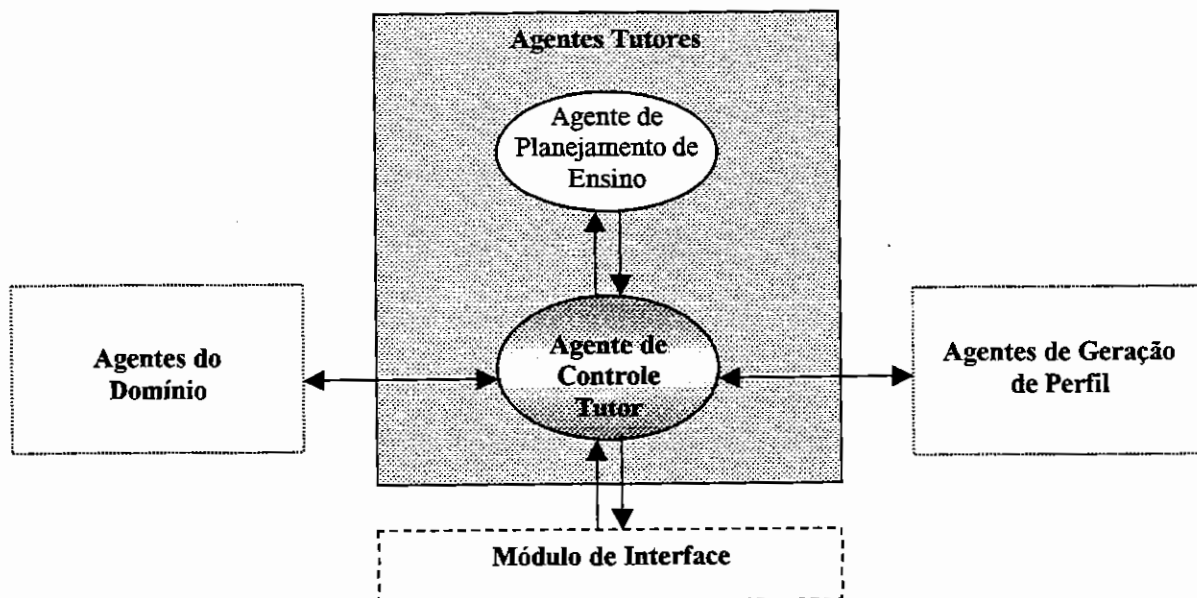 Agentes Tutores
Agente de
Planejamento de
Ensino
Agentes do
Domínio
Agente de
Controle
Tutor
Agentes de Geração
de Perfil
Módulo de Interface